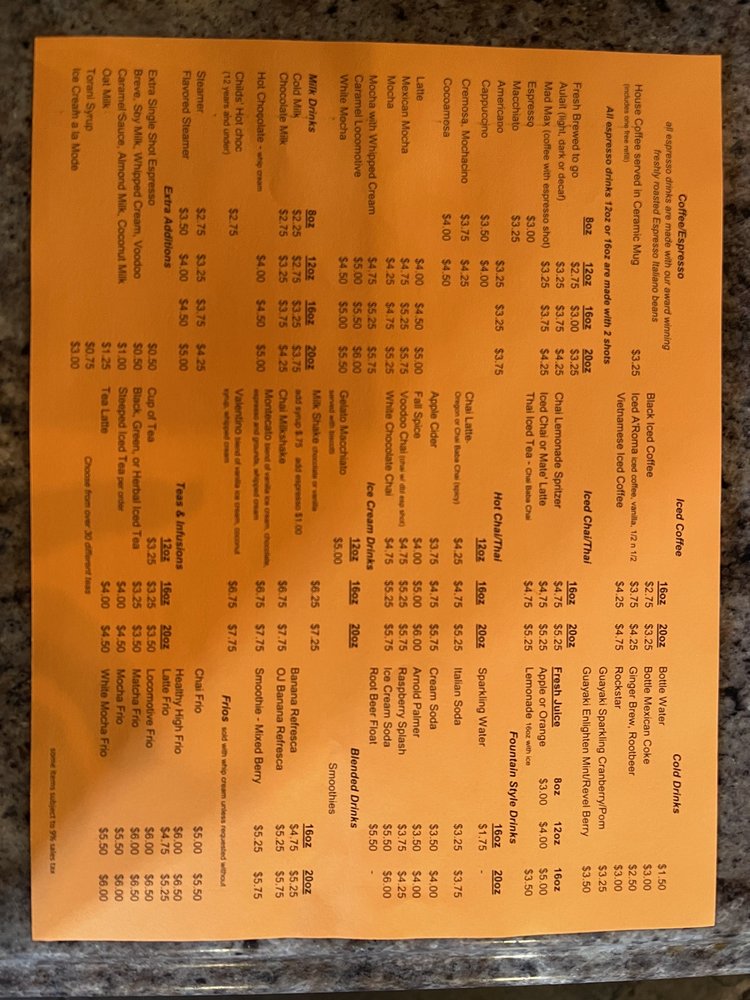 Coffee/Espresso
all espresso drinks are made with our award winning
freshly roasted Espresso Italiano beans
House Coffee served in Ceramic Mug $3.25
(includes one free refill)
All espresso drinks 12oz or 16oz are made with 2 shots
8oz 12oz 16oz 20oz
Fresh Brewed to go $2.75 $3.00 $3.25
Aulait (light, dark or decaf) $3.25 $3.75 $4.25
Mad Max (coffee with espresso shot) $3.25 $3.75 $4.25
Espresso $3.00
Macchiato $3.25
Americano $3.25 $3.25 $3.75
Cappuccino $3.50 $4.00
Cremosa, Mochacino $3.75 $4.25
Cocoamesa $4.00 $4.50
Latte $4.00 $4.50 $5.00
Mexican Mocha $4.75 $5.25 $5.75
Mocha $4.25 $4.75 $5.25
Mocha with Whipped Cream $4.75 $5.25 $5.75
Caramel Locomotive $5.00 $5.50 $6.00
White Mocha $4.50 $5.00 $5.50
Milk Drinks 8oz 12oz 16oz 20oz
Cold Milk $2.25 $2.75 $3.25 $3.75
Chocolate Milk $2.75 $3.25 $3.75 $4.25
Hot Chocolate - whip cream $4.00 $4.50 $5.00
Childs' Hot choc $2.75
(12 years and under)
Steamer $2.75 $3.25 $3.75 $4.25
Flavored Steamer $3.50 $4.00 $4.50 $5.00
Extra Additions
Extra Single Shot Espresso $0.50
Breve, Soy Milk, Whipped Cream, Voodoo $0.50
Caramel Sauce, Almond Milk, Coconut Milk $1.00
Oat Milk $1.25
Torani Syrup $0.75
Ice Cream a la Mode $3.00
Iced Coffee
16oz 20oz
Black Iced Coffee $2.75 $3.25
Iced A'Roma iced coffee, vanilla, 1/2 n 1/2 $3.75 $4.25
Vietnamese Iced Coffee $4.25 $4.75
Iced Chai/Thai
16oz 20oz
Chai Lemonade Spritzer $4.75 $5.25
Iced Chai or Male' Latte $4.75 $5.25
Thai Iced Tea - Chai Baba Chai $4.75 $5.25
Hot Chai/Thai
12oz 16oz 20oz
Chai Latte $4.25 $4.75 $5.25
Oregon or Chai Baba Chai (spicy)
Apple Cider $3.75 $4.75 $5.75
Fall Spice $4.00 $5.00 $6.00
Voodoo Chai (chai w/ dbl esp shot) $4.75 $5.25 $5.75
White Chocolate Chai $4.75 $5.25 $5.75
Ice Cream Drinks
12oz 16oz 20oz
Gelato Macchiato $5.00
served with biscotti
Milk Shake chocolate or vanilla $6.25 $7.25
add syrup $.75 add espresso $1.00
Chai Milkshake $6.75 $7.75
Montecato blend of vanilla ice cream, chocolate, $6.75 $7.75
espresso and grounds, whipped cream
Valentino blend of vanilla ice cream, coconut $6.75 $7.75
syrup, whipped cream
Teas & Infusions
12oz 16oz 20oz
Cup of Tea $3.25 $3.25 $3.50
Black, Green, or Herbal Iced Tea $3.25 $3.50
Steeped Iced Tea per order $4.00 $4.50
Tea Latte $4.00 $4.50
Choose from over 30 different teas
Cold Drinks
Bottle Water $1.50
Bottle Mexican Coke $3.00
Ginger Brew, Rootbeer $2.50
Rockstar $3.00
Guayaki Sparkling Cranberry/Pom $3.25
Guayaki Enlighten Mint/Revel Berry $3.50
Fresh Juice 8oz 12oz 16oz
Apple or Orange $3.00 $4.00 $5.00
Lemonade 16oz with ice $3.50
Fountain Style Drinks
16oz 20oz
Sparkling Water $1.75 -
Italian Soda $3.25 $3.75
Cream Soda $3.50 $4.00
Arnold Palmer $3.50 $4.00
Raspberry Splash $3.75 $4.25
Ice Cream Soda $5.50 $6.00
Root Beer Float $5.50 -
Blended Drinks
Smoothies
16oz 20oz
Banana Refresca $4.75 $5.25
OJ Banana Refresca $5.25 $5.75
Smoothie - Mixed Berry $5.25 $5.75
Frios sold with whip cream unless requested without
Chai Frio $5.00 $5.50
Healthy High Frio $6.00 $6.50
Latte Frio $4.75 $5.25
Locomotive Frio $6.00 $6.50
Matcha Frio $6.00 $6.50
Mocha Frio $5.50 $6.00
White Mocha Frio $5.50 $6.00
some items subject to 9% sales tax